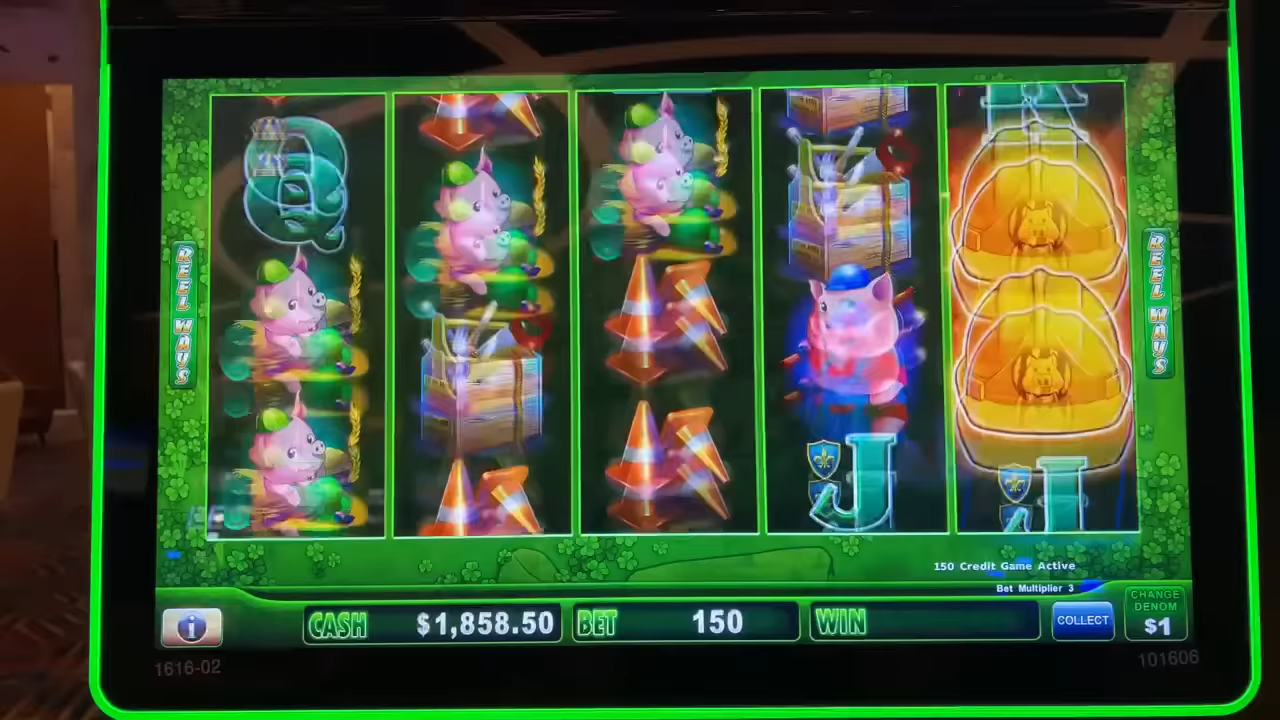 Q
REEL WAYS
REEL WAYS
J
J
150 Credit Game Active
Bet Multiplier 3
CASH $1,858.50 BET 150 WIN COLLECT CHANGE DENOM $1
1616-02
101606